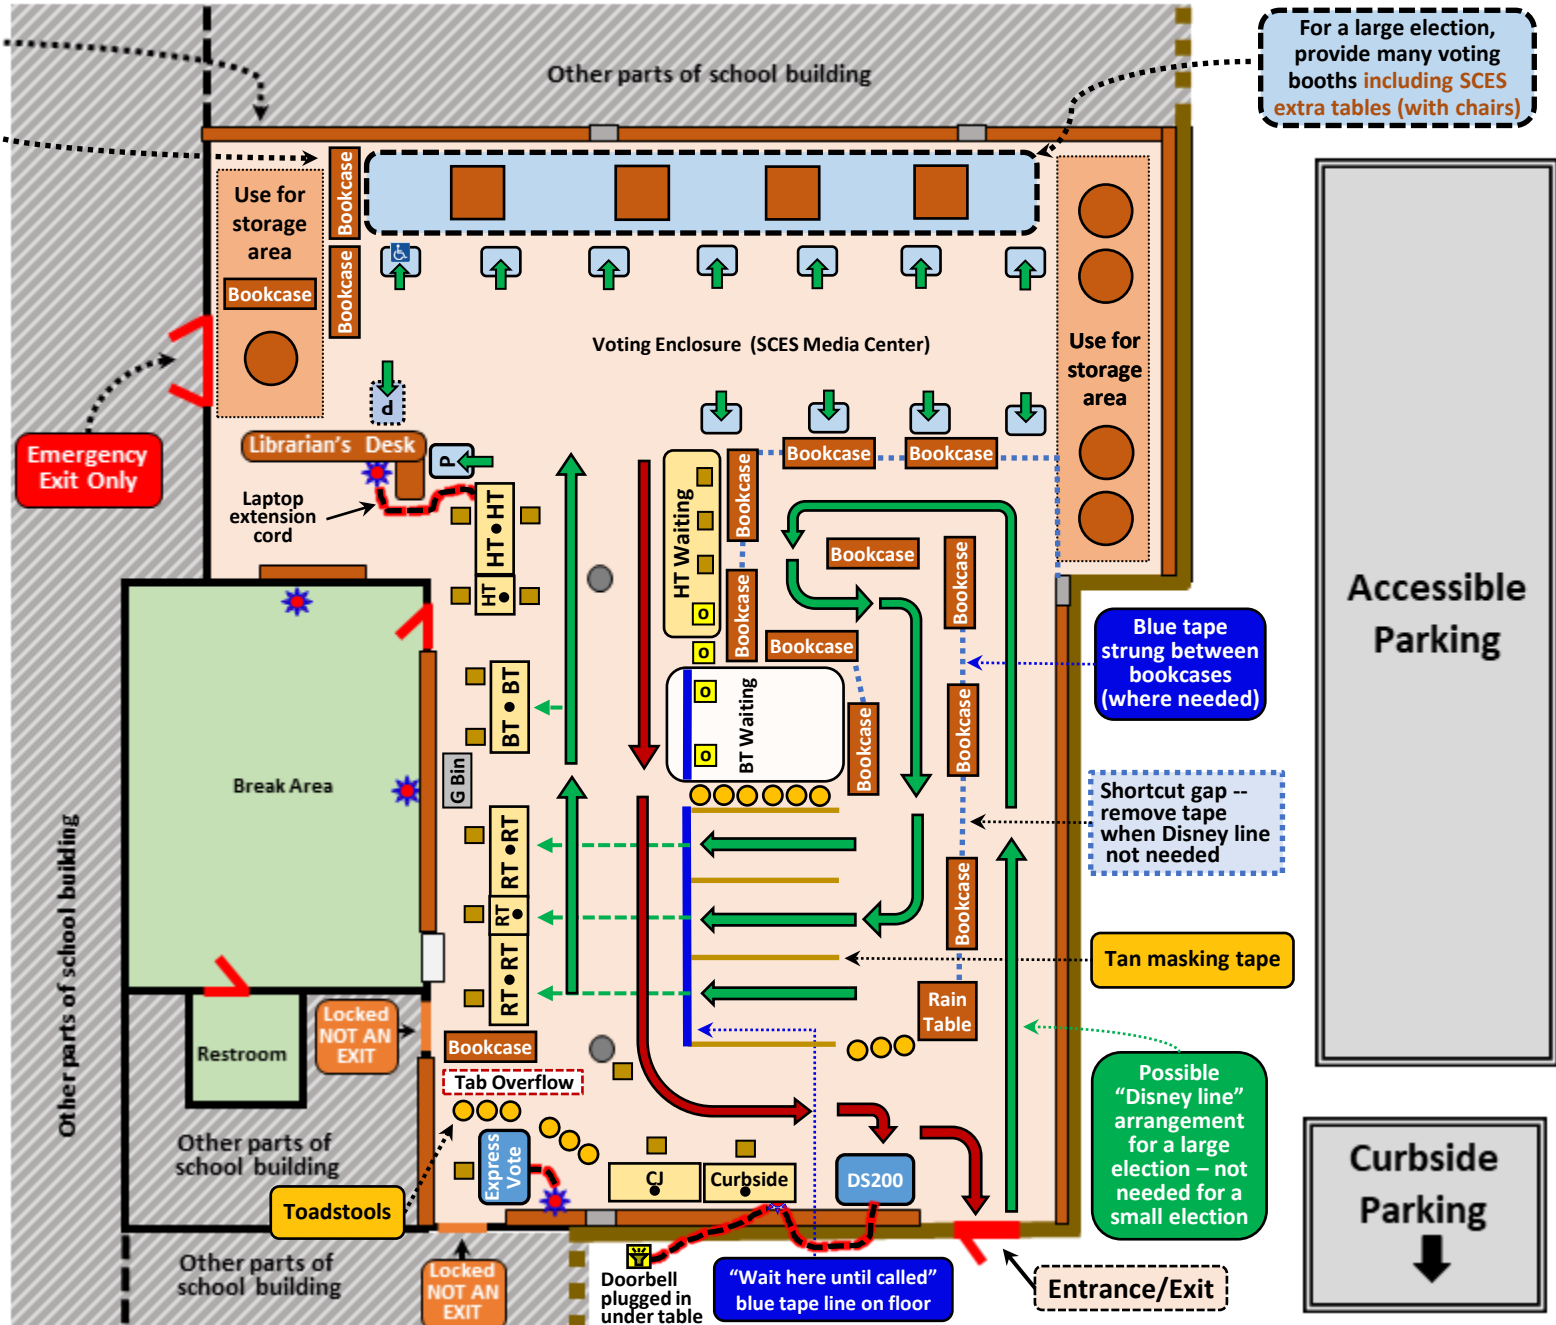 Other parts of school building
For a large election,
provide many voting
booths including SCES
extra tables (with chairs)
Use for
storage
area
Bookcase
Bookcase
Bookcase
Voting Enclosure (SCES Media Center)
Use for
storage
area
Accessible
Parking
Emergency
Exit Only
Librarian's Desk
P
P
Laptop
extension
cord
HT • HT
HT •
HT Waiting
O
O
Bookcase
Bookcase
Bookcase
Bookcase
Bookcase
Bookcase
Bookcase
Bookcase
Bookcase
Bookcase
Blue tape
strung between
bookcases
(where needed)
BT • BT
BT Waiting
O
O
G Bin
Break Area
Shortcut gap --
remove tape
when Disney line
not needed
RT • RT
RT •
RT • RT
Tan masking tape
Rain
Table
Other parts of school building
Restroom
Locked
NOT AN
EXIT
Bookcase
Tab Overflow
Possible
“Disney line”
arrangement
for a large
election – not
needed for a
small election
Other parts of
school building
Express
Vote
CJ
Curbside
DS200
Curbside
Parking
Toadstools
Other parts of
school building
Locked
NOT AN
EXIT
Doorbell
plugged in
under table
“Wait here until called”
blue tape line on floor
Entrance/Exit